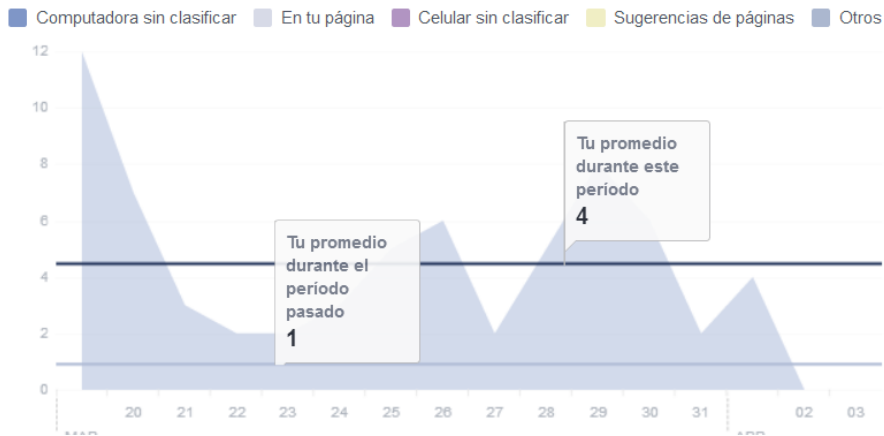 Computadora sin clasificar En tu página Celular sin clasificar Sugerencias de páginas Otros
12
10
8
6
4
2
0
Tu promedio
durante este
período
4
Tu promedio
durante el
período
pasado
1
20 21 22 23 24 25 26 27 28 29 30 31 02 03
MAR
APR